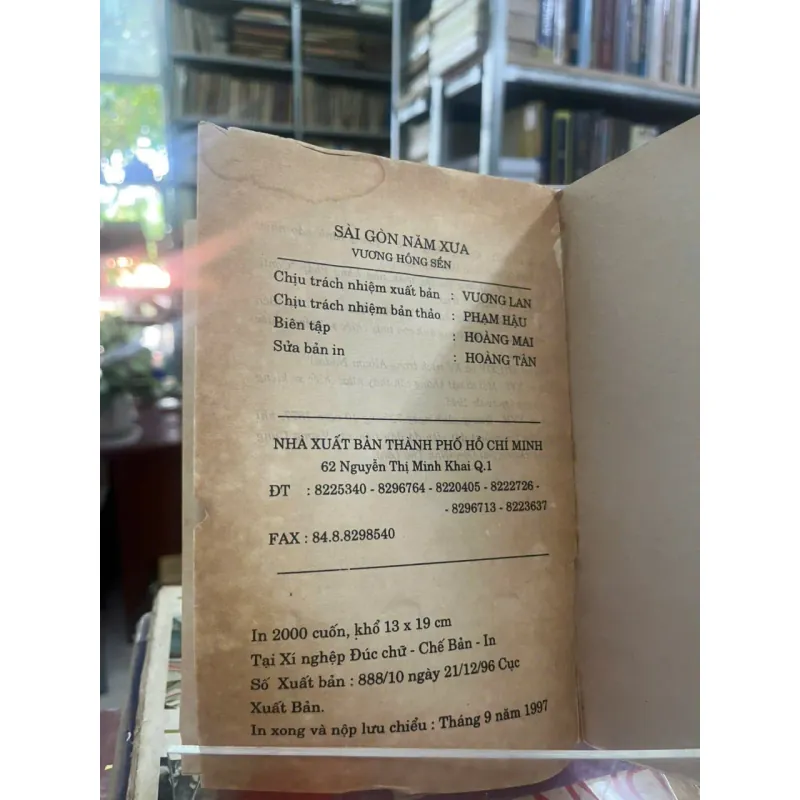 SÀI GÒN NĂM XUA
VƯƠNG HỒNG SỂN
Chịu trách nhiệm xuất bản : VƯƠNG LAN
Chịu trách nhiệm bản thảo : PHẠM HẬU
Biên tập : HOÀNG MAI
Sửa bản in : HOÀNG TÂN
NHÀ XUẤT BẢN THÀNH PHỐ HỒ CHÍ MINH
62 Nguyễn Thị Minh Khai Q.1
ĐT : 8225340 - 8296764 - 8220405 - 8222726 -
- 8296713 - 8223637
FAX : 84.8.8298540
In 2000 cuốn, khổ 13 x 19 cm
Tại Xí nghệp Đúc chữ - Chế Bản - In
Số Xuất bản : 888/10 ngày 21/12/96 Cục
Xuất Bản.
In xong và nộp lưu chiểu : Tháng 9 năm 1997